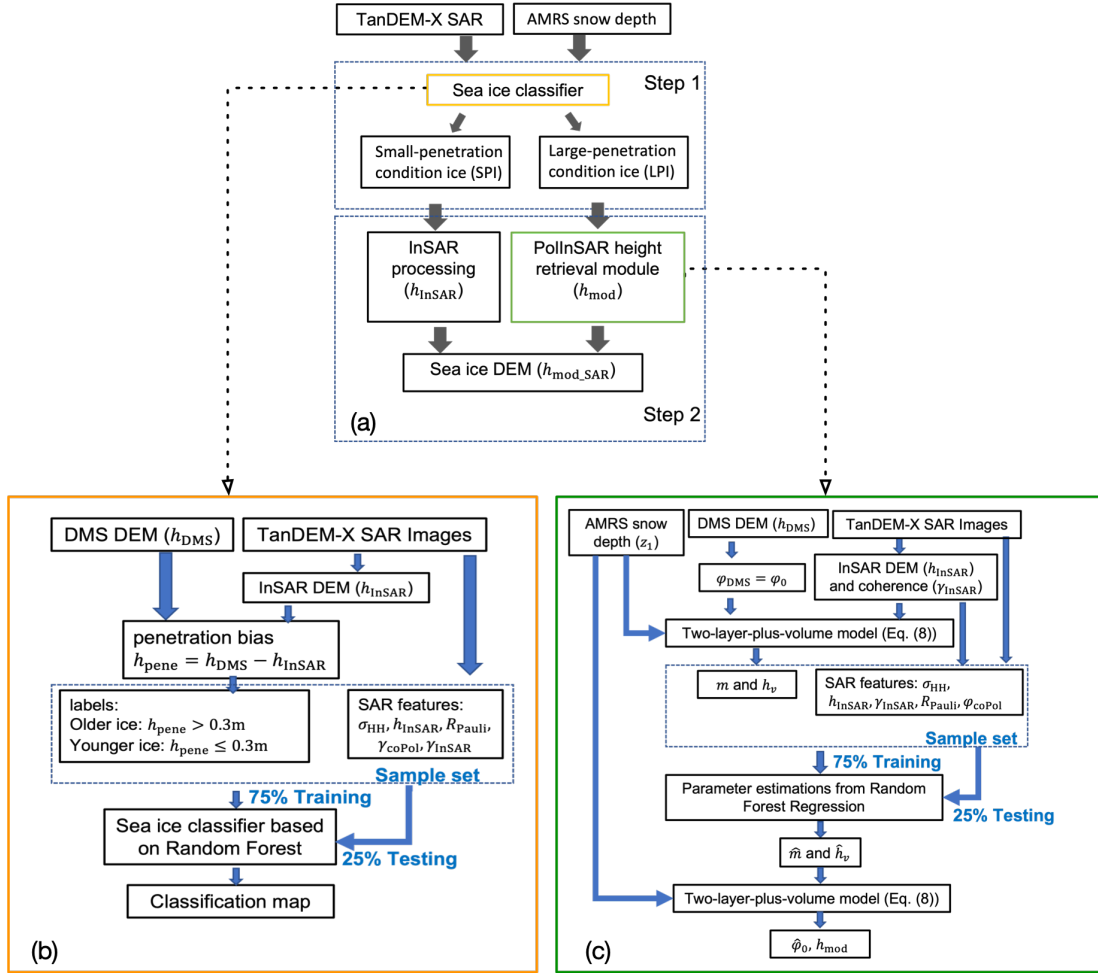 TanDEM-X SAR
AMRS snow depth
Step 1
Sea ice classifier
Small-penetration
condition ice (SPI)
Large-penetration
condition ice (LPI)
InSAR
processing
(h_InSAR)
PolInSAR height
retrieval module
(h_mod)
Sea ice DEM (h_mod_SAR)
(a)
Step 2
DMS DEM (h_DMS)
TanDEM-X SAR Images
InSAR DEM (h_InSAR)
penetration bias
h_pene = h_DMS − h_InSAR
labels:
Older ice: h_pene > 0.3m
Younger ice: h_pene ≤ 0.3m
SAR features:
σ_HH, h_InSAR, R_Pauli,
γ_coPol, γ_InSAR
Sample set
75% Training
Sea ice classifier based
on Random Forest
25% Testing
Classification map
(b)
AMRS snow
depth (z_1)
DMS DEM (h_DMS)
TanDEM-X SAR Images
φ_DMS = φ_0
InSAR DEM (h_InSAR)
and coherence (γ_InSAR)
Two-layer-plus-volume model (Eq. (8))
m and h_v
SAR features: σ_HH,
h_InSAR, γ_InSAR, R_Pauli, φ_coPol
Sample set
75% Training
Parameter estimations from Random
Forest Regression
25% Testing
m̂ and ĥ_v
Two-layer-plus-volume model (Eq. (8))
φ̂_0, h_mod
(c)